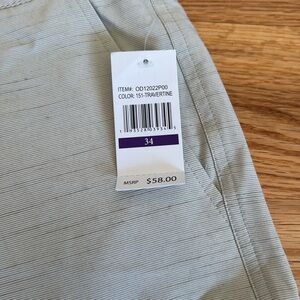 ITEM#: OD12022P00
COLOR: 151-TRAVERTINE
34
MSRP $58.00